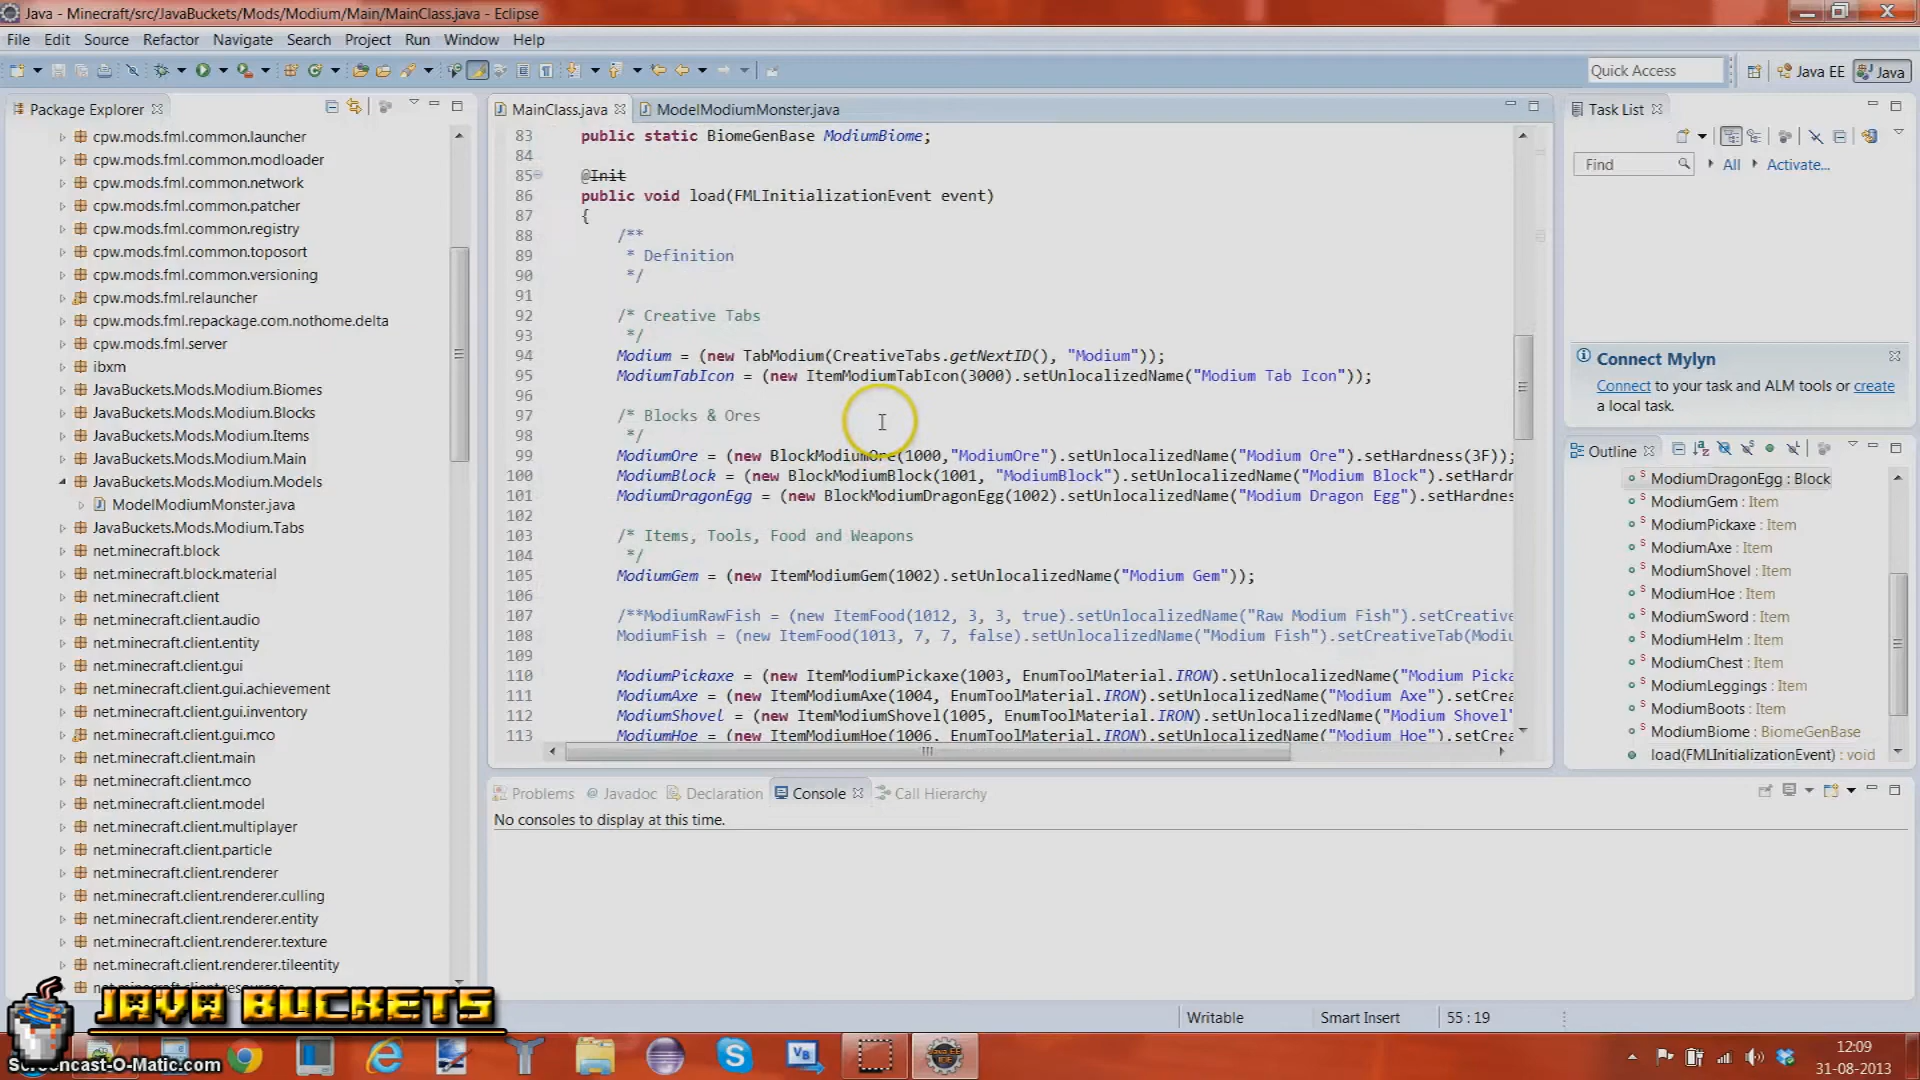 Java - Minecraft/src/JavaBuckets/Mods/Modium/Main/MainClass.java - Eclipse
File Edit Source Refactor Navigate Search Project Run Window Help
Quick Access
Java EE
Java
Package Explorer
cpw.mods.fml.common.launcher
cpw.mods.fml.common.modloader
cpw.mods.fml.common.network
cpw.mods.fml.common.patcher
cpw.mods.fml.common.registry
cpw.mods.fml.common.toposort
cpw.mods.fml.common.versioning
cpw.mods.fml.relauncher
cpw.mods.fml.repackage.com.nothome.delta
cpw.mods.fml.server
ibxm
JavaBuckets.Mods.Modium.Biomes
JavaBuckets.Mods.Modium.Blocks
JavaBuckets.Mods.Modium.Items
JavaBuckets.Mods.Modium.Main
JavaBuckets.Mods.Modium.Models
ModelModiumMonster.java
JavaBuckets.Mods.Modium.Tabs
net.minecraft.block
net.minecraft.block.material
net.minecraft.client
net.minecraft.client.audio
net.minecraft.client.entity
net.minecraft.client.gui
net.minecraft.client.gui.achievement
net.minecraft.client.gui.inventory
net.minecraft.client.gui.mco
net.minecraft.client.main
net.minecraft.client.mco
net.minecraft.client.model
net.minecraft.client.multiplayer
net.minecraft.client.particle
net.minecraft.client.renderer
net.minecraft.client.renderer.culling
net.minecraft.client.renderer.entity
net.minecraft.client.renderer.texture
net.minecraft.client.renderer.tileentity
MainClass.java
ModelModiumMonster.java
83 public static BiomeGenBase ModiumBiome;
84
85 @Init
86 public void load(FMLInitializationEvent event)
87 {
88 /**
89 * Definition
90 */
91
92 /* Creative Tabs
93 */
94 Modium = (new TabModium(CreativeTabs.getNextID(), "Modium"));
95 ModiumTabIcon = (new ItemModiumTabIcon(3000).setUnlocalizedName("Modium Tab Icon"));
96
97 /* Blocks & Ores
98 */
99 ModiumOre = (new BlockModiumOre(1000,"ModiumOre").setUnlocalizedName("Modium Ore").setHardness(3F));
100 ModiumBlock = (new BlockModiumBlock(1001, "ModiumBlock").setUnlocalizedName("Modium Block").setHard
101 ModiumDragonEgg = (new BlockModiumDragonEgg(1002).setUnlocalizedName("Modium Dragon Egg").setHardnes
102
103 /* Items, Tools, Food and Weapons
104 */
105 ModiumGem = (new ItemModiumGem(1002).setUnlocalizedName("Modium Gem"));
106
107 /**ModiumRawFish = (new ItemFood(1012, 3, 3, true).setUnlocalizedName("Raw Modium Fish").setCreative
108 ModiumFish = (new ItemFood(1013, 7, 7, false).setUnlocalizedName("Modium Fish").setCreativeTab(Modiu
109
110 ModiumPickaxe = (new ItemModiumPickaxe(1003, EnumToolMaterial.IRON).setUnlocalizedName("Modium Picka
111 ModiumAxe = (new ItemModiumAxe(1004, EnumToolMaterial.IRON).setUnlocalizedName("Modium Axe").setCrea
112 ModiumShovel = (new ItemModiumShovel(1005, EnumToolMaterial.IRON).setUnlocalizedName("Modium Shovel"
113 ModiumHoe = (new ItemModiumHoe(1006, EnumToolMaterial.IRON).setUnlocalizedName("Modium Hoe").setCrea
Problems @ Javadoc Declaration Console Call Hierarchy
No consoles to display at this time.
Task List
Find
All
Activate...
Connect Mylyn
Connect to your task and ALM tools or create
a local task.
Outline
S ModiumDragonEgg : Block
S ModiumGem : Item
S ModiumPickaxe : Item
S ModiumAxe : Item
S ModiumShovel : Item
S ModiumHoe : Item
S ModiumSword : Item
S ModiumHelm : Item
S ModiumChest : Item
S ModiumLeggings : Item
S ModiumBoots : Item
S ModiumBiome : BiomeGenBase
load(FMLInitializationEvent) : void
Writable
Smart Insert
55 : 19
JAVA BUCKETS
Screencast-O-Matic.com
VB
Java EE
IDE
12:09
31-08-2013